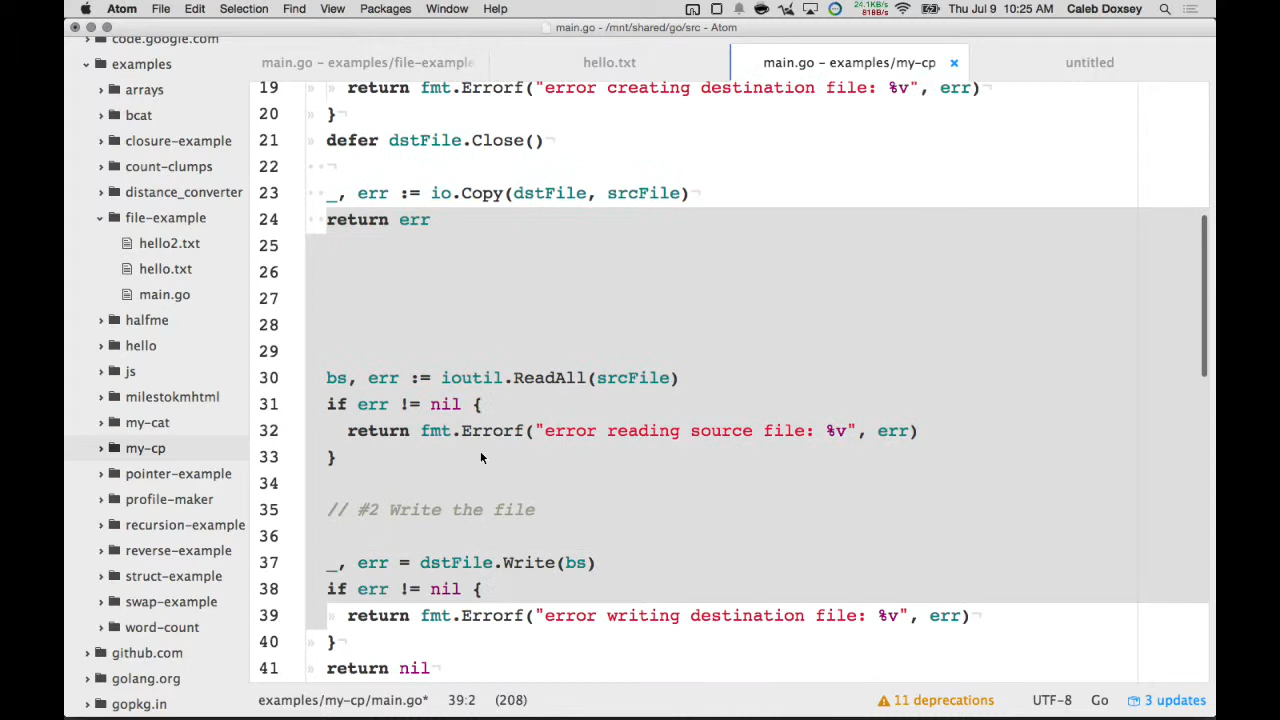 Atom File Edit View Selection Find Packages Window Help 24.1KB/s 818B/s Thu Jul 9 10:25 AM Caleb Doxsey
main.go - /mnt/shared/go/src - Atom
code.google.com
examples
arrays
bcat
closure-example
count-clumps
distance_converter
file-example
hello2.txt
hello.txt
main.go
halfme
hello
js
milestokmhtml
my-cat
my-cp
pointer-example
profile-maker
recursion-example
reverse-example
struct-example
swap-example
word-count
github.com
golang.org
gopkg.in
main.go – examples/file-example hello.txt main.go – examples/my-cp × untitled
19 return fmt.Errorf("error creating destination file: %v", err)
20 }
21 defer dstFile.Close()
22
23 _, err := io.Copy(dstFile, srcFile)
24 return err
25
26
27
28
29
30 bs, err := ioutil.ReadAll(srcFile)
31 if err != nil {
32 return fmt.Errorf("error reading source file: %v", err)
33 }
34
35 // #2 Write the file
36
37 _, err = dstFile.Write(bs)
38 if err != nil {
39 return fmt.Errorf("error writing destination file: %v", err)
40 }
41 return nil
examples/my-cp/main.go* 39:2 (208) 11 deprecations UTF-8 Go 3 updates